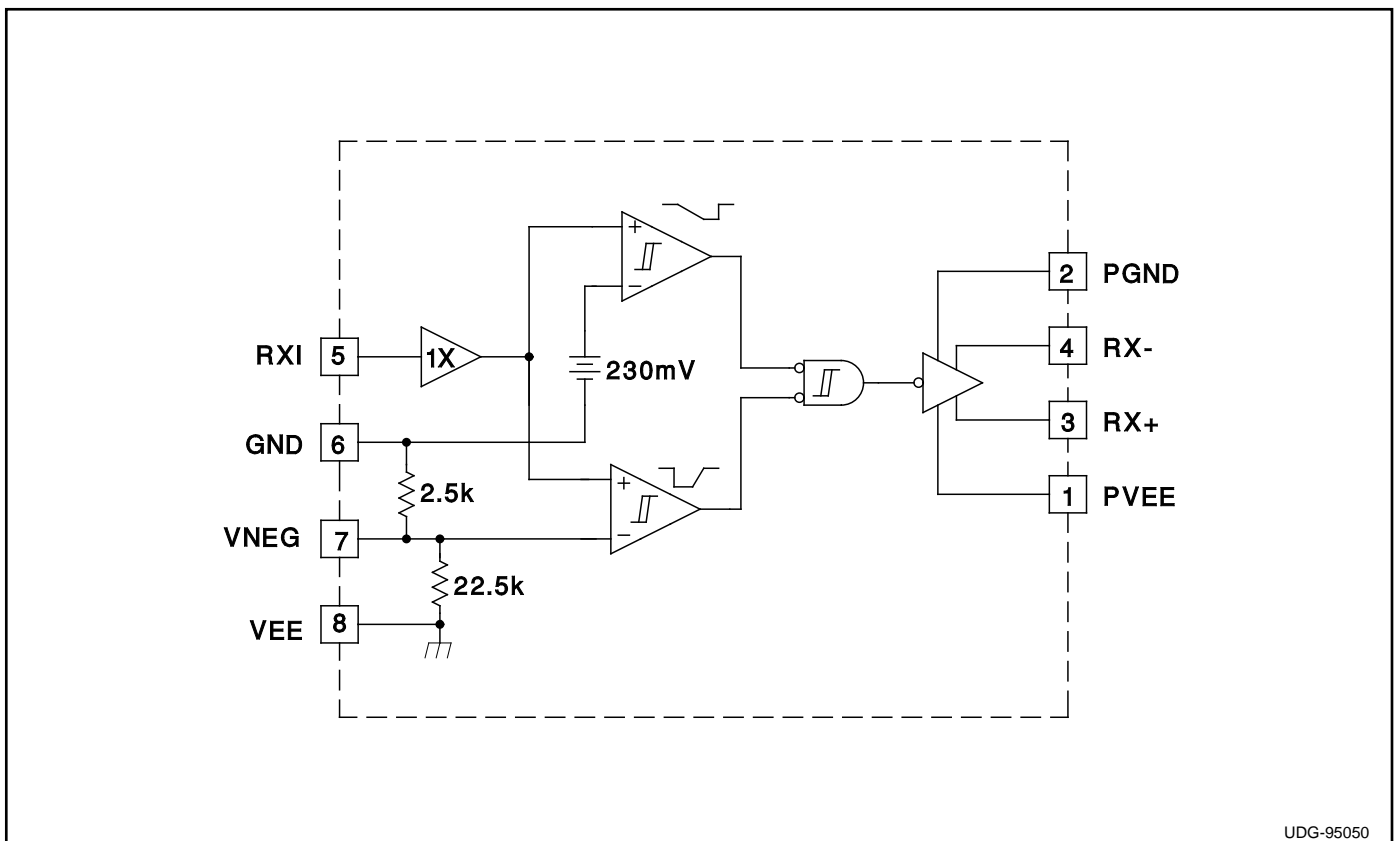 +
−
1X
230mV
RXI 5
GND 6
2.5k
VNEG 7
22.5k
VEE 8
+
−
2 PGND
4 RX-
3 RX+
1 PVEE
UDG-95050